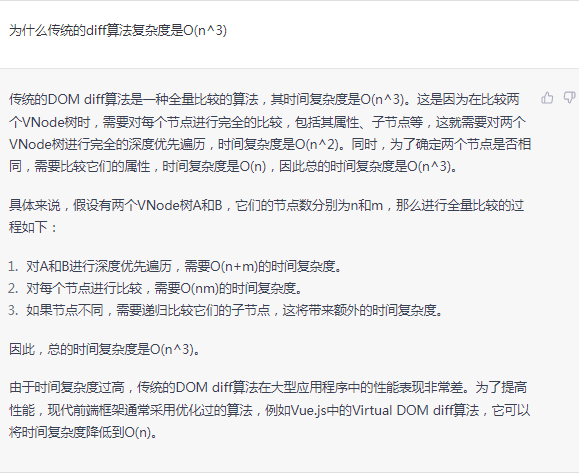 为什么传统的diff算法复杂度是O(n^3)
传统的DOM diff算法是一种全量比较的算法，其时间复杂度是O(n^3)。这是因为在比较两
个VNode树时，需要对每个节点进行完全的比较，包括其属性、子节点等，这就需要对两个
VNode树进行完全的深度优先遍历，时间复杂度是O(n^2)。同时，为了确定两个节点是否相
同，需要比较它们的属性，时间复杂度是O(n)，因此总的时间复杂度是O(n^3)。
具体来说，假设有两个VNode树A和B，它们的节点数分别为n和m，那么进行全量比较的过
程如下：
1. 对A和B进行深度优先遍历，需要O(n+m)的时间复杂度。
2. 对每个节点进行比较，需要O(nm)的时间复杂度。
3. 如果节点不同，需要递归比较它们的子节点，这将带来额外的时间复杂度。
因此，总的时间复杂度是O(n^3)。
由于时间复杂度过高，传统的DOM diff算法在大型应用程序中的性能表现非常差。为了提高
性能，现代前端框架通常采用优化过的算法，例如Vue.js中的Virtual DOM diff算法，它可以
将时间复杂度降低到O(n)。